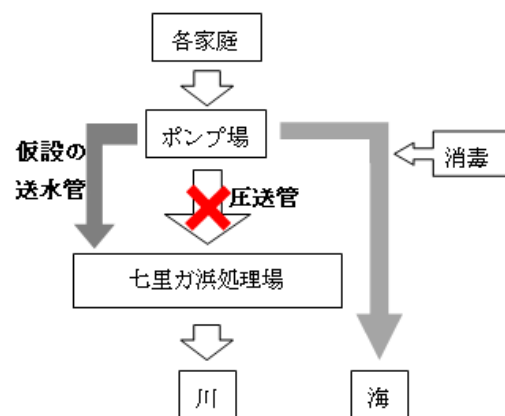 各家庭
ポンプ場
仮設の
送水管
消毒
圧送管
七里ガ浜処理場
川
海